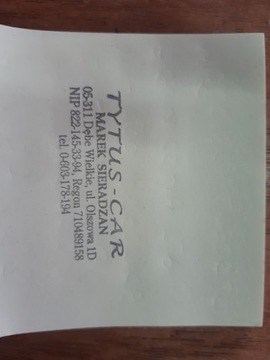 TYTUS-CAR
MAREK SIERADZAN
05-311 Dębe Wielkie, ul. Olszowa 1D
NIP 822-145-33-94, Regon 710489158
tel. 0-603-178-194